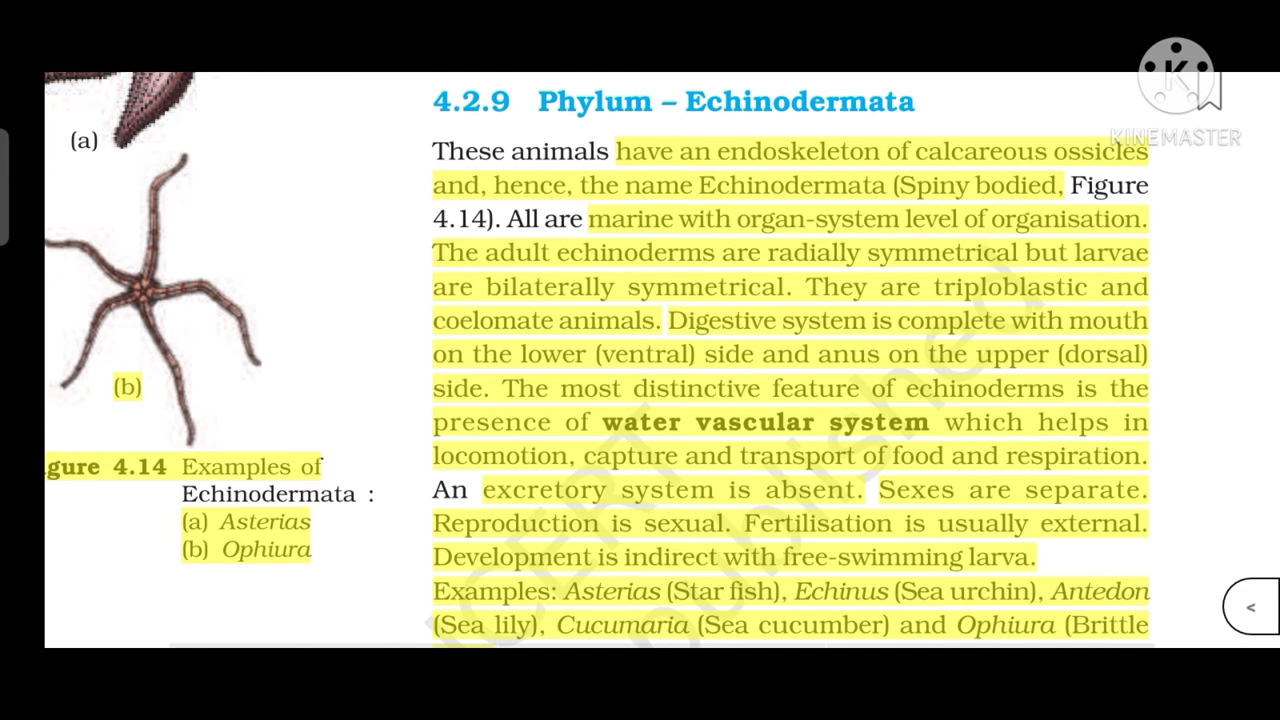 KINEMASTER
4.2.9 Phylum – Echinodermata
These animals have an endoskeleton of calcareous ossicles
and, hence, the name Echinodermata (Spiny bodied, Figure
4.14). All are marine with organ-system level of organisation.
The adult echinoderms are radially symmetrical but larvae
are bilaterally symmetrical. They are triploblastic and
coelomate animals. Digestive system is complete with mouth
on the lower (ventral) side and anus on the upper (dorsal)
side. The most distinctive feature of echinoderms is the
presence of water vascular system which helps in
locomotion, capture and transport of food and respiration.
An excretory system is absent. Sexes are separate.
Reproduction is sexual. Fertilisation is usually external.
Development is indirect with free-swimming larva.
Examples: Asterias (Star fish), Echinus (Sea urchin), Antedon
(Sea lily), Cucumaria (Sea cucumber) and Ophiura (Brittle
(a)
(b)
gure 4.14 Examples of
Echinodermata :
(a) Asterias
(b) Ophiura